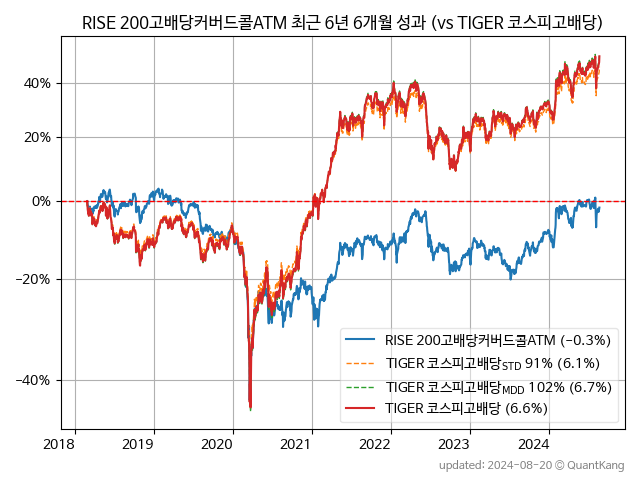 RISE 200고배당커버드콜ATM 최근 6년 6개월 성과 (vs TIGER 코스피고배당)
40%
20%
0%
−20%
−40%
RISE 200고배당커버드콜ATM (−0.3%)
TIGER 코스피고배당STD 91% (6.1%)
TIGER 코스피고배당MDD 102% (6.7%)
TIGER 코스피고배당 (6.6%)
2018 2019 2020 2021 2022 2023 2024
updated: 2024-08-20 © QuantKang